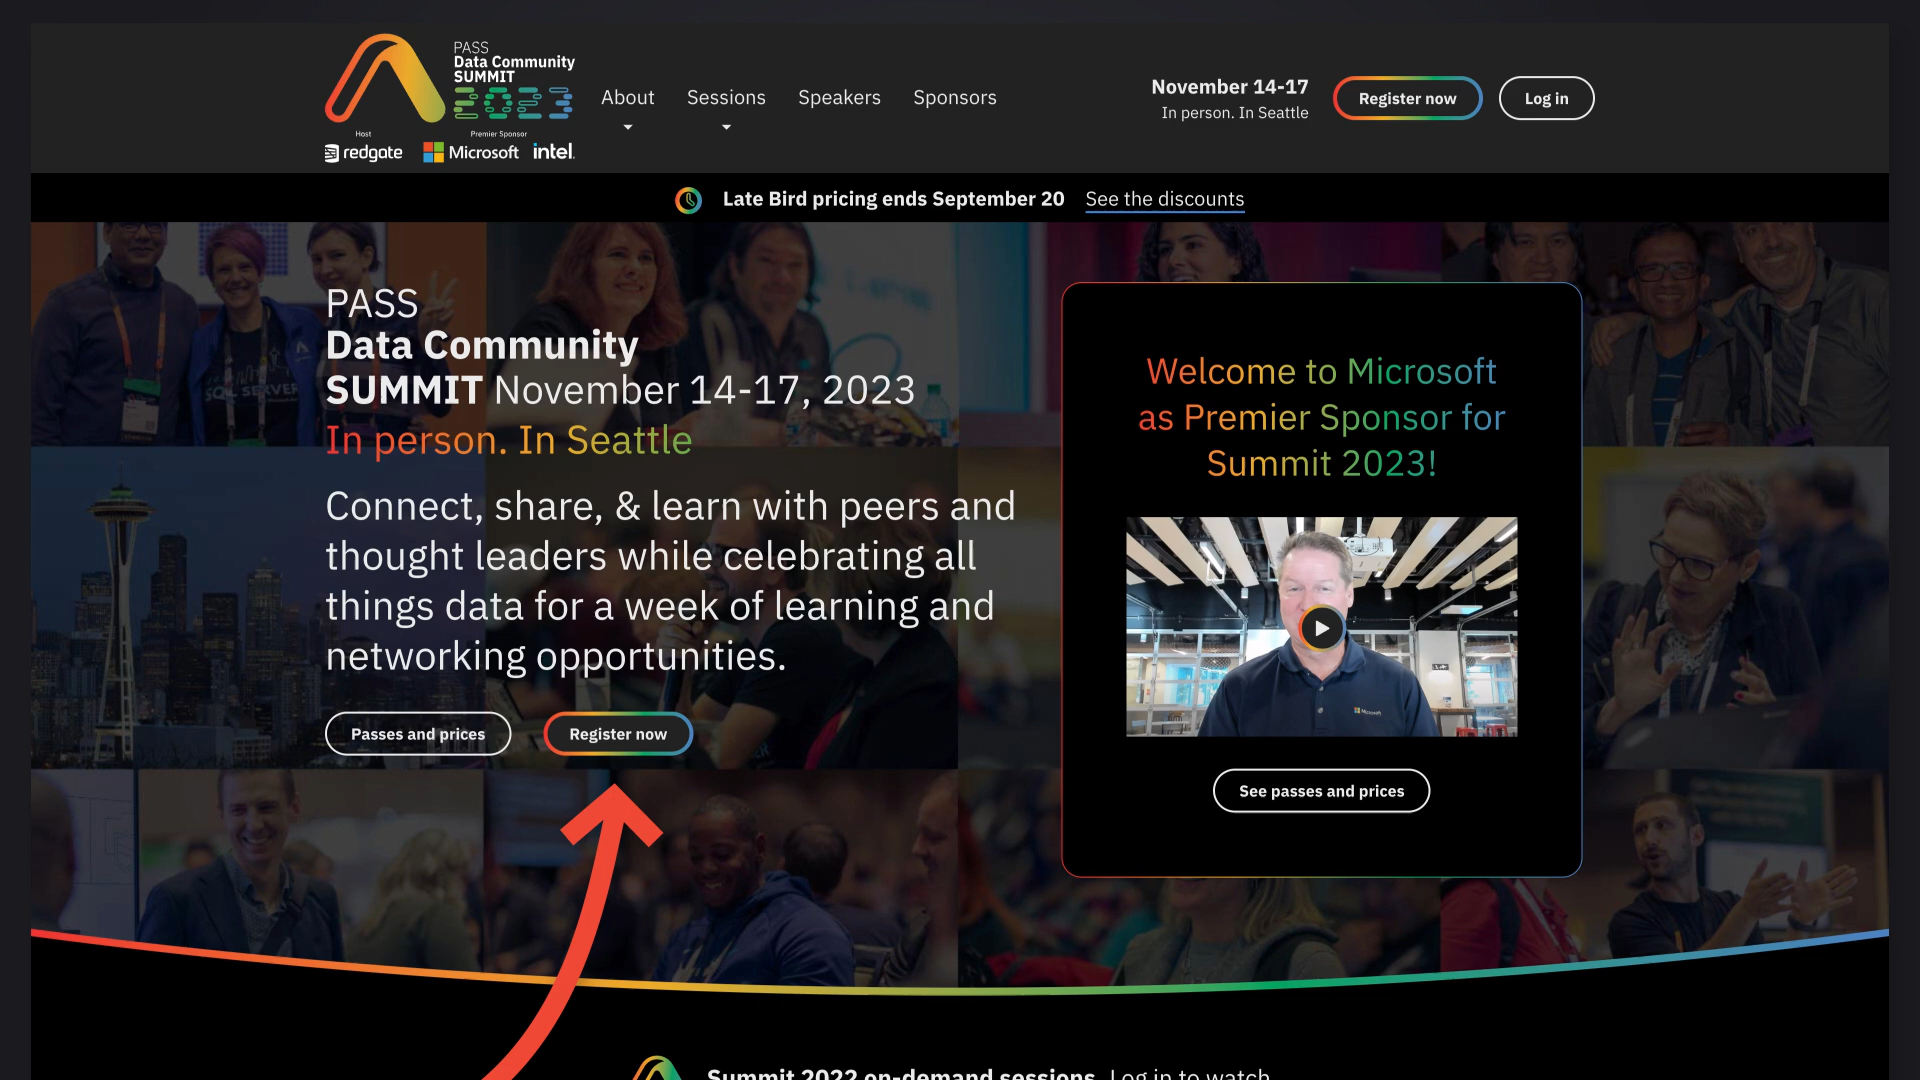 PASS
Data Community
SUMMIT
2023
Host
Premier Sponsor
redgate
Microsoft
intel.
About
Sessions
Speakers
Sponsors
November 14-17
In person. In Seattle
Register now
Log in
Late Bird pricing ends September 20 See the discounts
PASS
Data Community
SUMMIT November 14-17, 2023
In person. In Seattle
Connect, share, & learn with peers and
thought leaders while celebrating all
things data for a week of learning and
networking opportunities.
Passes and prices
Register now
SQL SERVER
Welcome to Microsoft
as Premier Sponsor for
Summit 2023!
Microsoft
See passes and prices
Summit 2022 on-demand sessions. Log in to watch